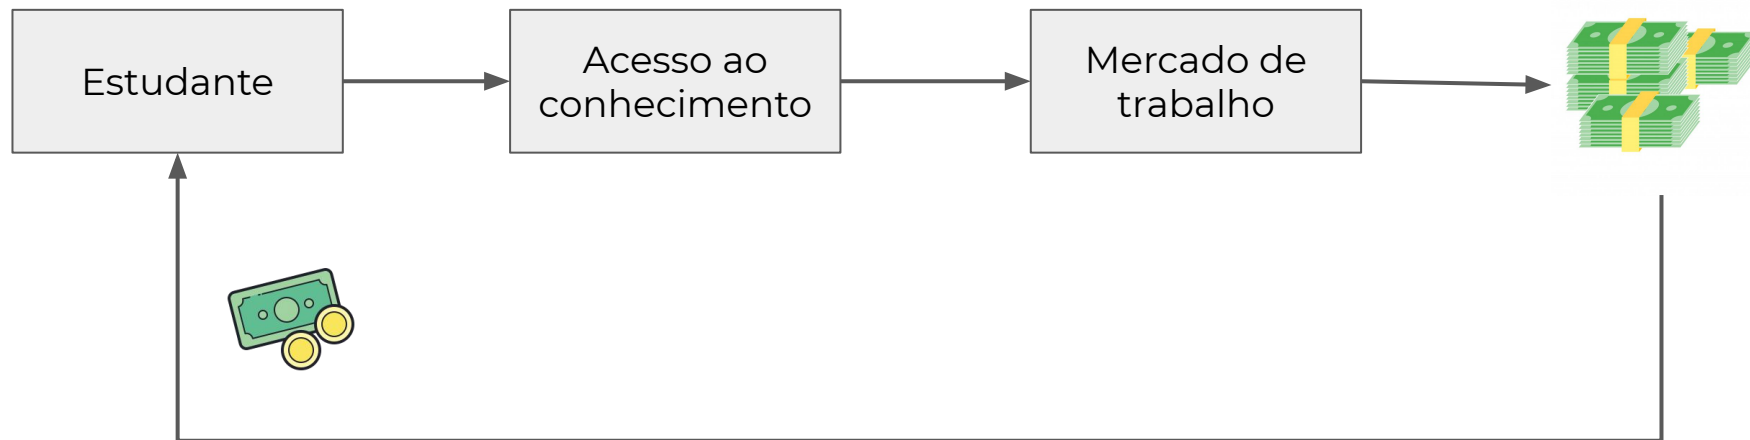 Estudante
Acesso ao
conhecimento
Mercado de
trabalho